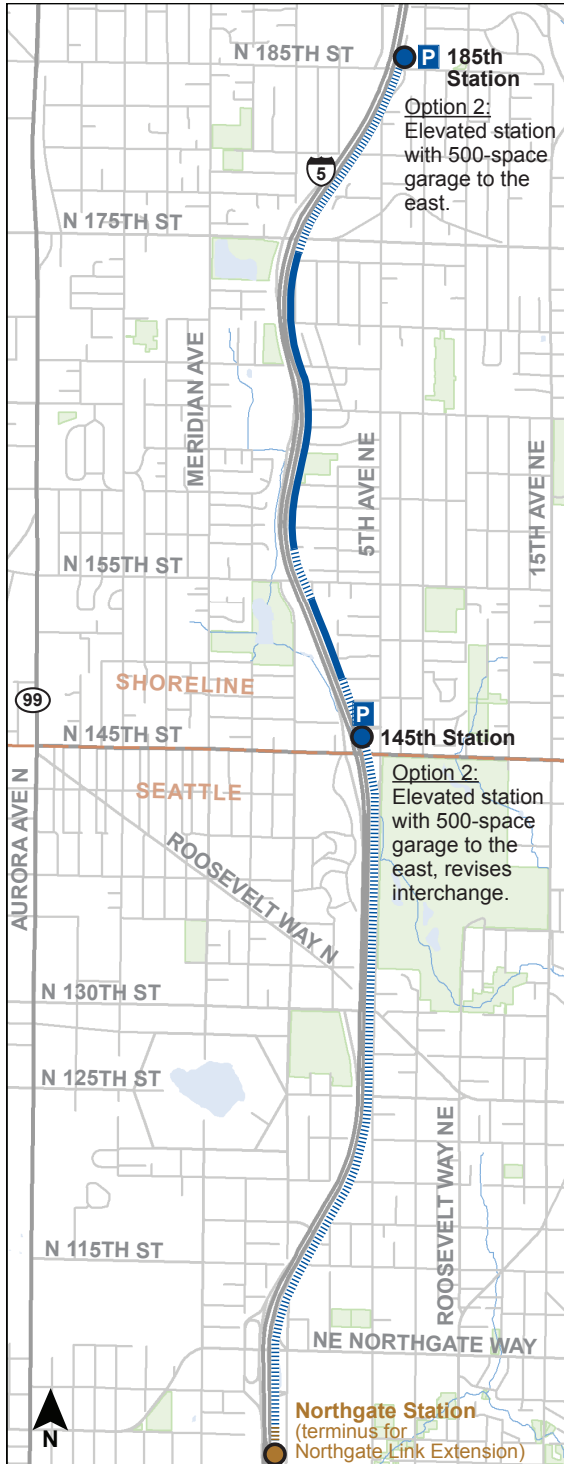 N 185TH ST
P
185th
Station
Option 2:
Elevated station
with 500-space
garage to the
east.
5
N 175TH ST
MERIDIAN AVE
5TH AVE NE
15TH AVE NE
N 155TH ST
SHORELINE
99
P
N 145TH ST
145th Station
SEATTLE
Option 2:
Elevated station
with 500-space
garage to the
east, revises
interchange.
AURORA AVE N
ROOSEVELT WAY N
N 130TH ST
N 125TH ST
ROOSEVELT WAY NE
N 115TH ST
NE NORTHGATE WAY
N
Northgate Station
(terminus for
Northgate Link Extension)